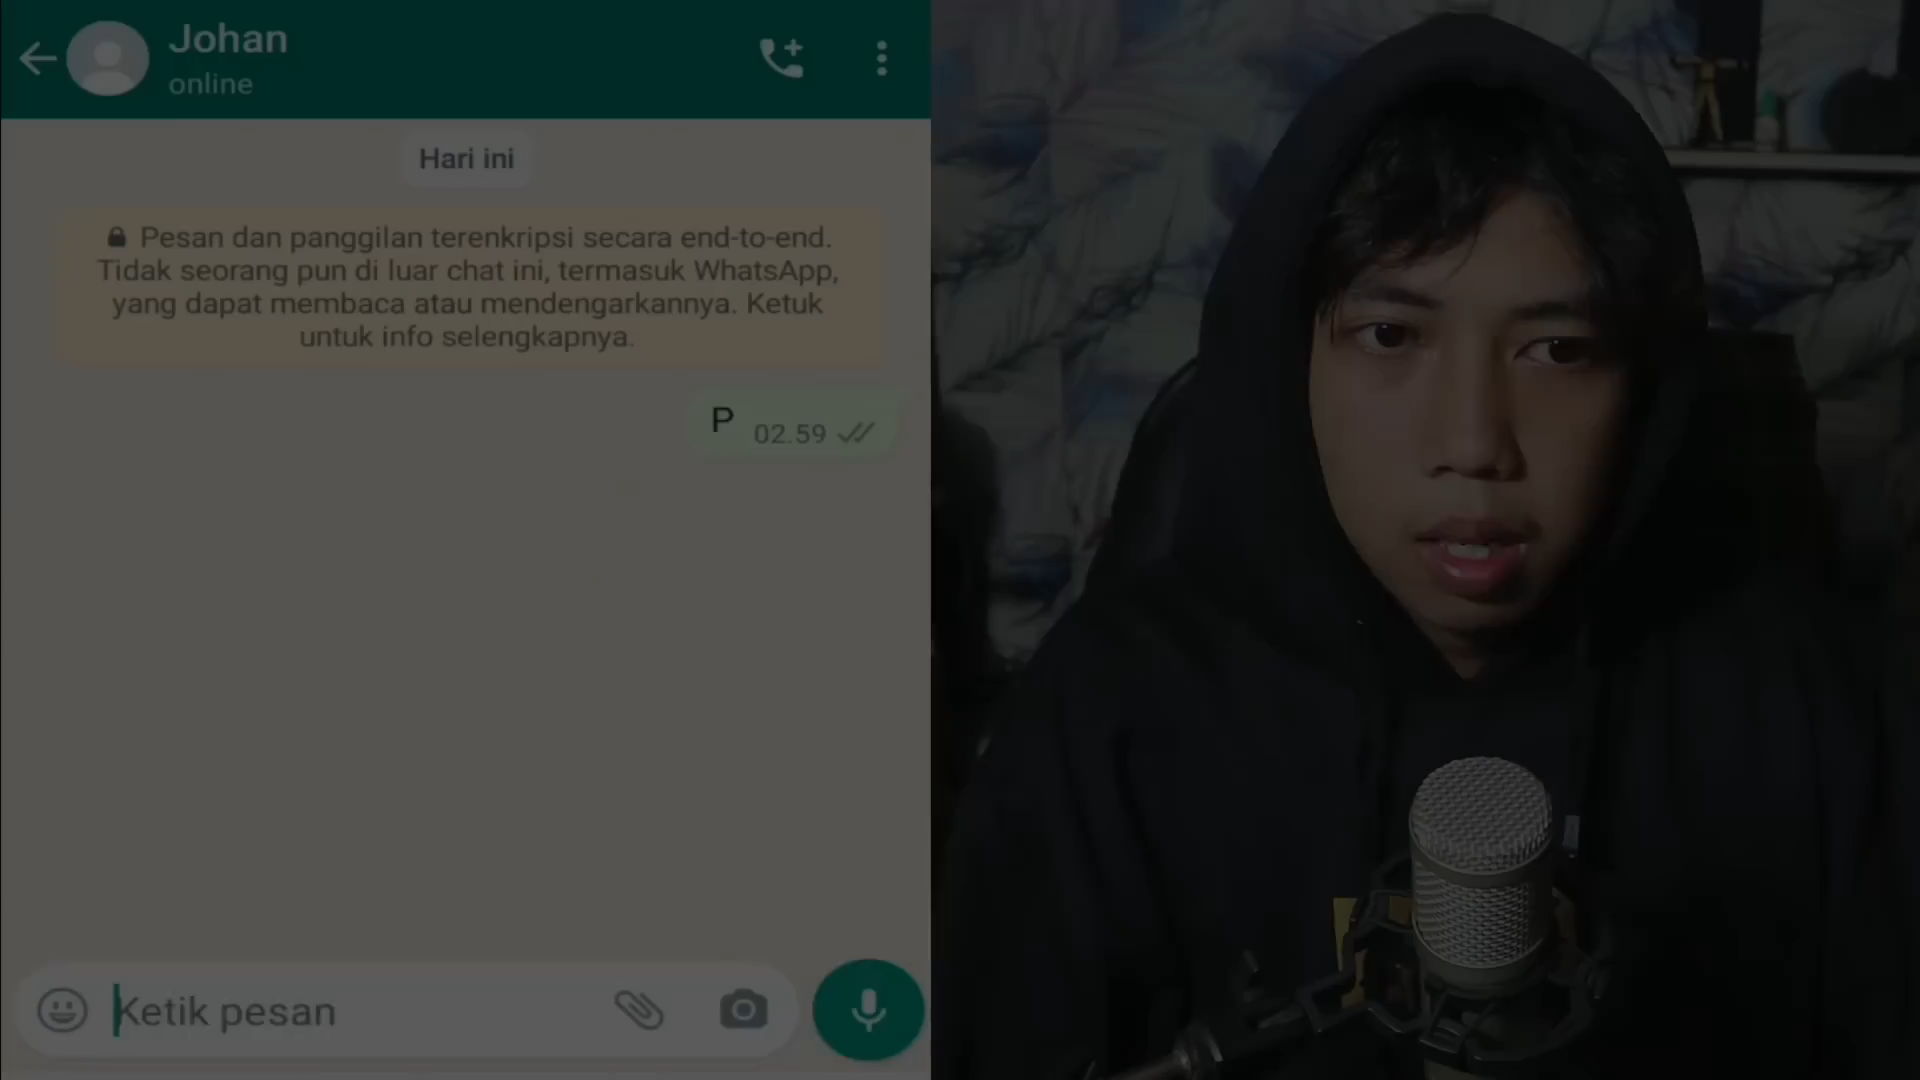 Johan
online
Hari ini
Pesan dan panggilan terenkripsi secara end-to-end.
Tidak seorang pun di luar chat ini, termasuk WhatsApp,
yang dapat membaca atau mendengarkannya. Ketuk
untuk info selengkapnya.
P 02.59
Ketik pesan